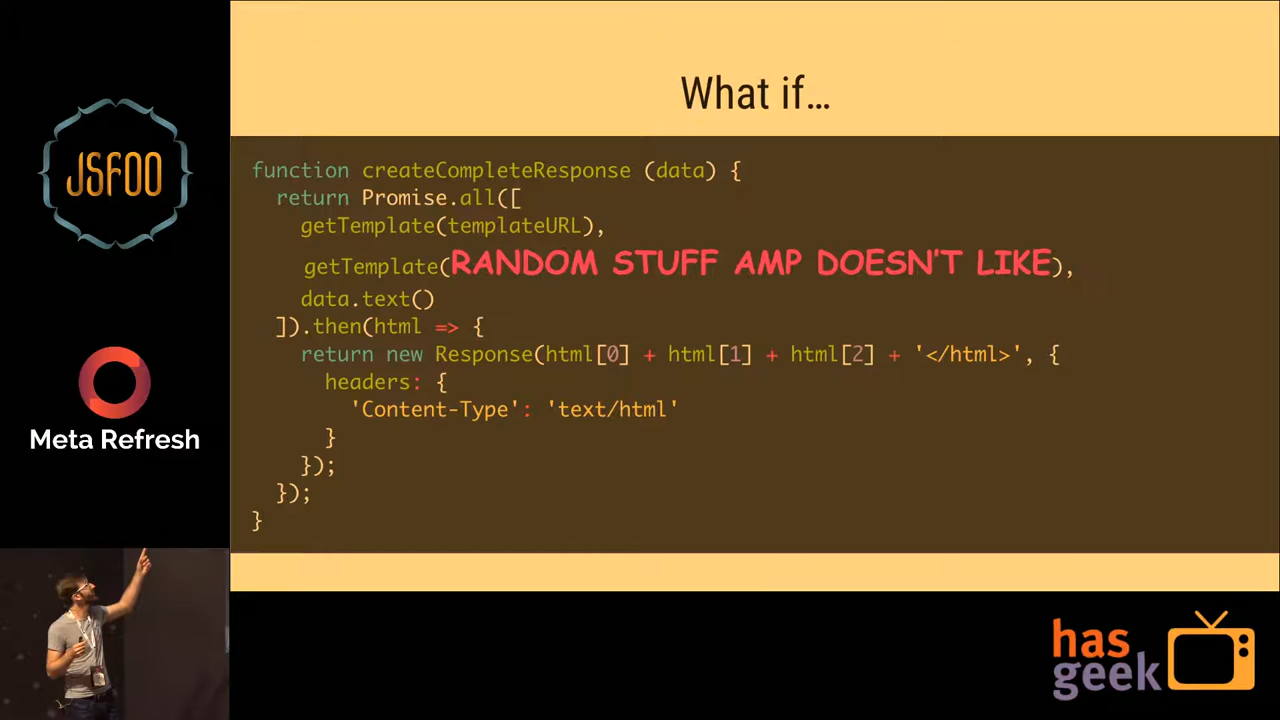 JSFOO
Meta Refresh
What if…
function createCompleteResponse (data) {
return Promise.all([
getTemplate(templateURL),
getTemplate(RANDOM STUFF AMP DOESN'T LIKE),
data.text()
]).then(html => {
return new Response(html[0] + html[1] + html[2] + '</html>', {
headers: {
'Content-Type': 'text/html'
}
});
});
}
has
geek